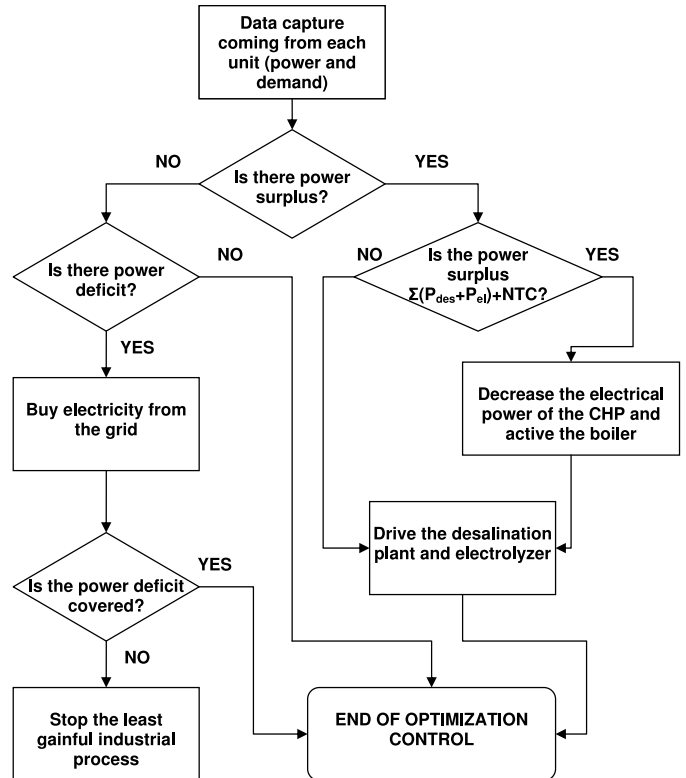 Data capture
coming from each
unit (power and
demand)
NO
YES
Is there power
surplus?
Is there power
deficit?
NO
NO
Is the power
surplus
Σ(Pdes+Pel)+NTC?
YES
YES
Buy electricity from
the grid
Decrease the electrical
power of the CHP and
active the boiler
Drive the desalination
plant and electrolyzer
Is the power deficit
covered?
YES
NO
Stop the least
gainful industrial
process
END OF OPTIMIZATION
CONTROL